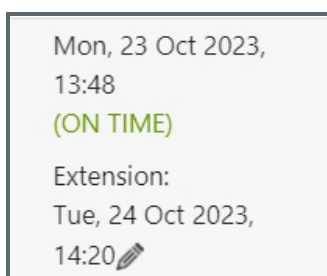 Mon, 23 Oct 2023,
13:48
(ON TIME)
Extension:
Tue, 24 Oct 2023,
14:20